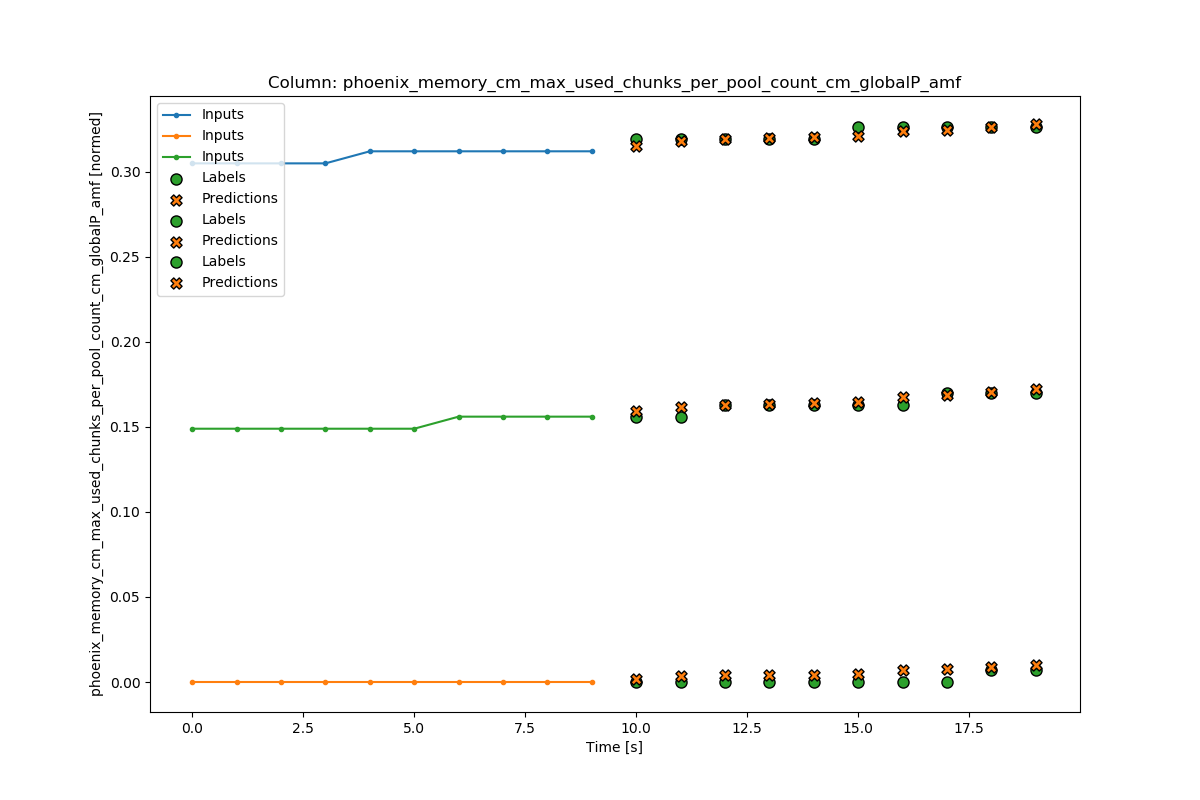 Column: phoenix_memory_cm_max_used_chunks_per_pool_count_cm_globalP_amf
phoenix_memory_cm_max_used_chunks_per_pool_count_cm_globalP_amf [normed]
Inputs
Inputs
Inputs
Labels
Predictions
Labels
Predictions
Labels
Predictions
0.30
0.25
0.20
0.15
0.10
0.05
0.00
0.0 2.5 5.0 7.5 10.0 12.5 15.0 17.5
Time [s]